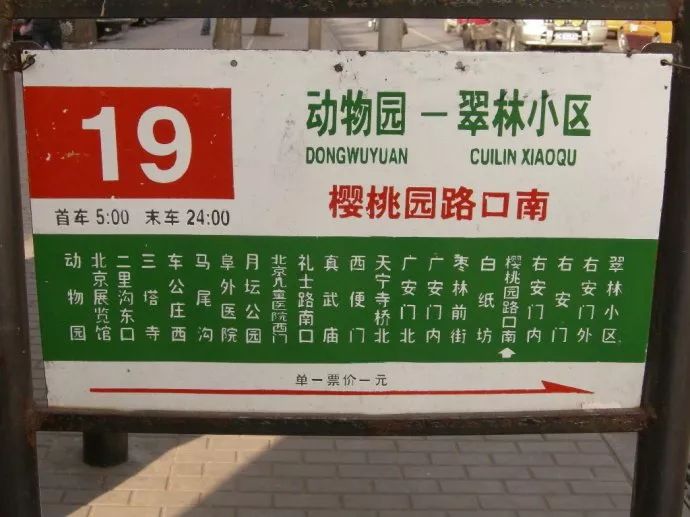 19
动物园 — 翠林小区
DONGWUYUAN CUILIN XIAOQU
首车 5:00 末车 24:00
樱桃园路口南
动物园
北京展览馆
二里沟东口
三塔寺
车公庄西
马尾沟
阜外医院
月坛公园
北京儿童医院西门
礼士路南口
真武庙
西便门
天宁寺桥北
广安门北
广安门内
枣林前街
白纸坊
樱桃园路口南
右安门内
右安门
右安门外
翠林小区
单一票价一元